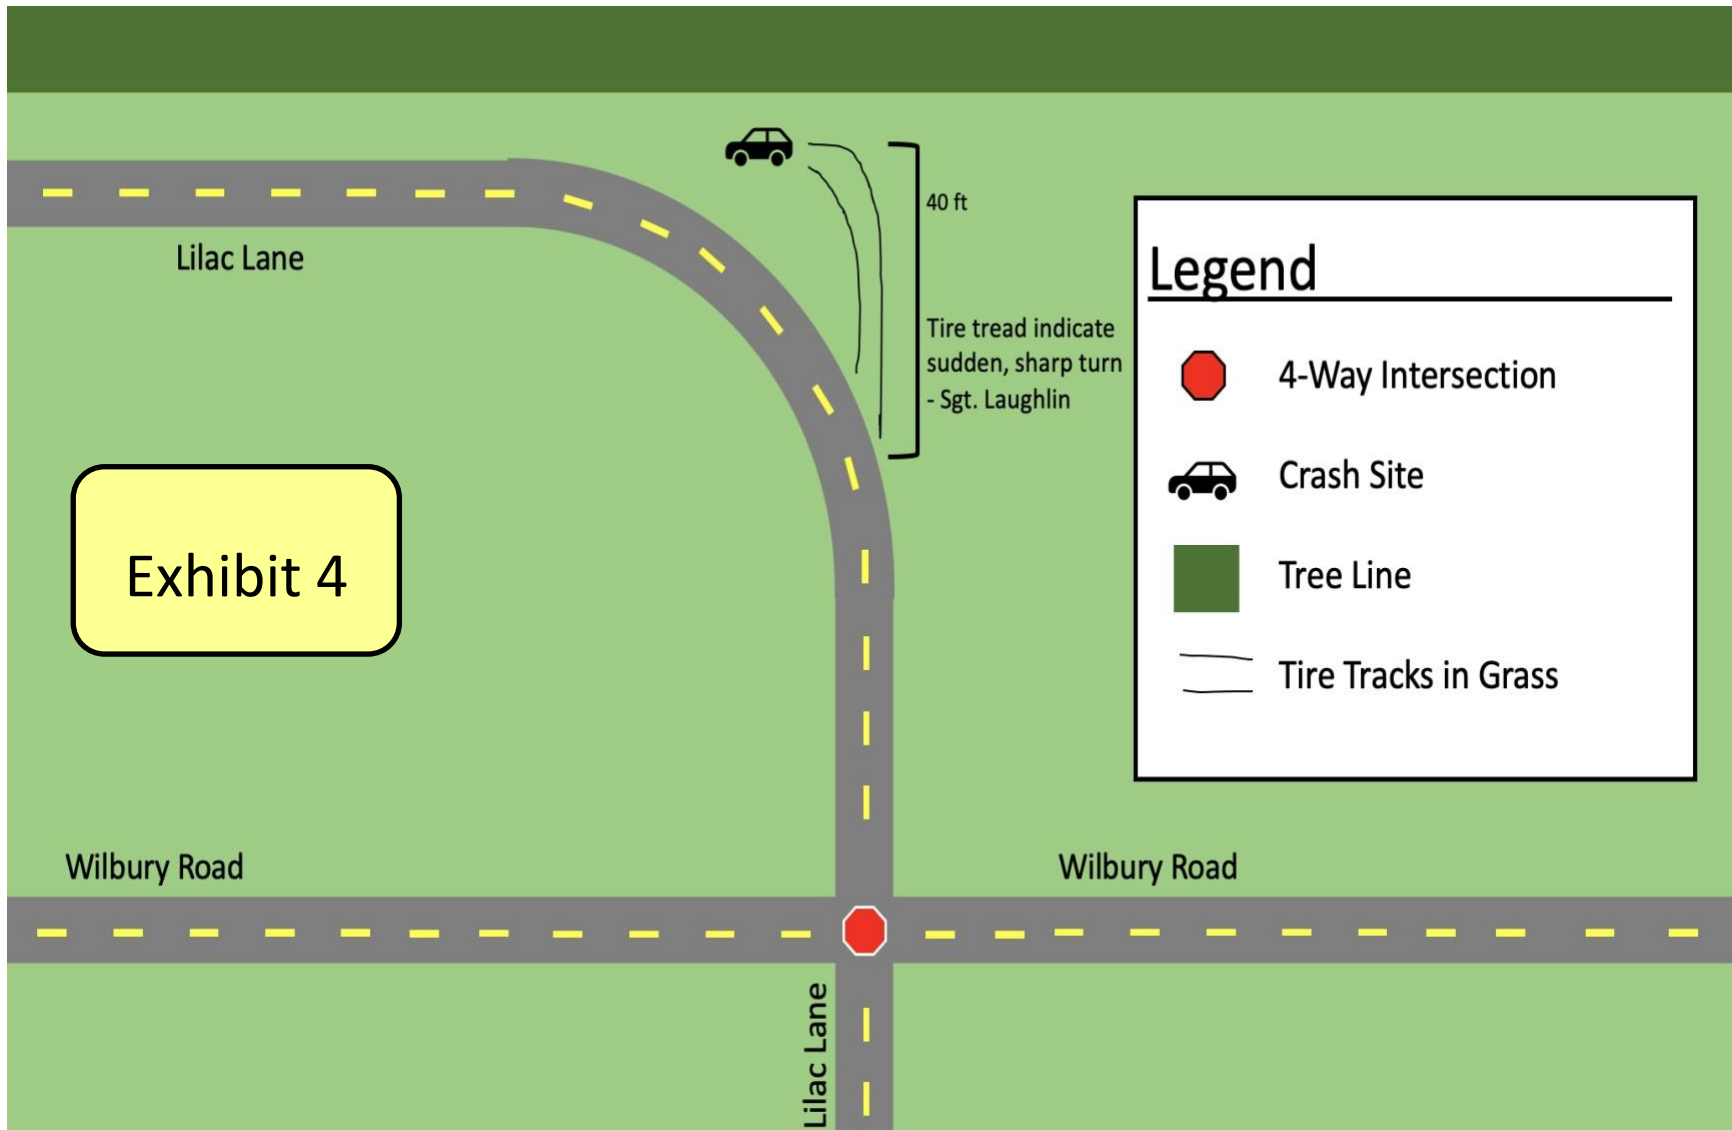 40 ft
Lilac Lane
Tire tread indicate
sudden, sharp turn
- Sgt. Laughlin
Legend
4-Way Intersection
Crash Site
Tree Line
Tire Tracks in Grass
Exhibit 4
Wilbury Road
Wilbury Road
Lilac Lane